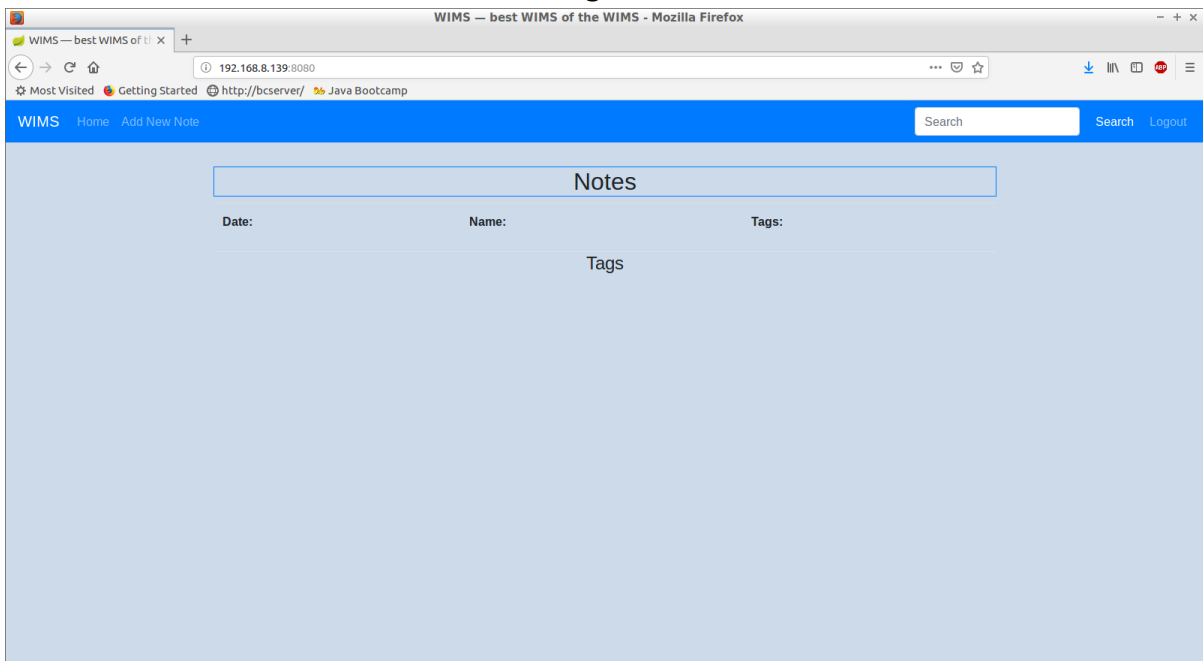 WIMS — best WIMS of the WIMS - Mozilla Firefox
WIMS — best WIMS of th
192.168.8.139:8080
Most Visited Getting Started http://bcserver/ Java Bootcamp
WIMS Home Add New Note Search Search Logout
Notes
Date: Name: Tags:
Tags